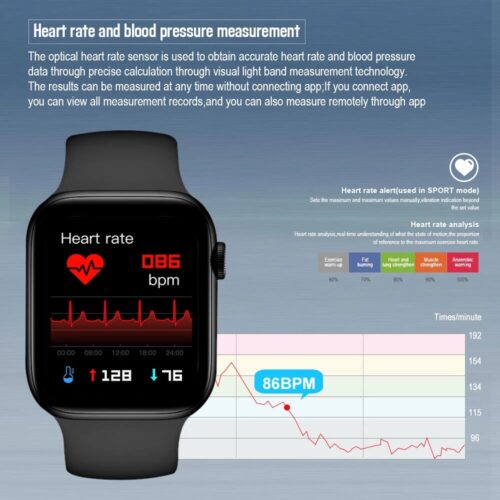 Heart rate and blood pressure measurement
The optical heart rate sensor is used to obtain accurate heart rate and blood pressure
data through precise calculation through visual light band measurement technology.
The results can be measured at any time without connecting app;If you connect app,
you can view all measurement records,and you can also measure remotely through app
Heart rate alert(used in SPORT mode)
Sets the maximum and maximum values manually,vibration indication beyond
the set value
Heart rate analysis
Heart rate analysis,real-time understanding of what the state of motion,the proportion
of reference to the maximum exercise heart rate.
Exercise warm-up
Fat burning
Heart and lung strengthen
Muscle strengthen
Anaerobic warning
60% 70% 80% 90% 100%
Heart rate
086
bpm
00:00 08:00 12:00 18:00 24:00
128 76
Times/minute
192
154
134
115
96
86BPM